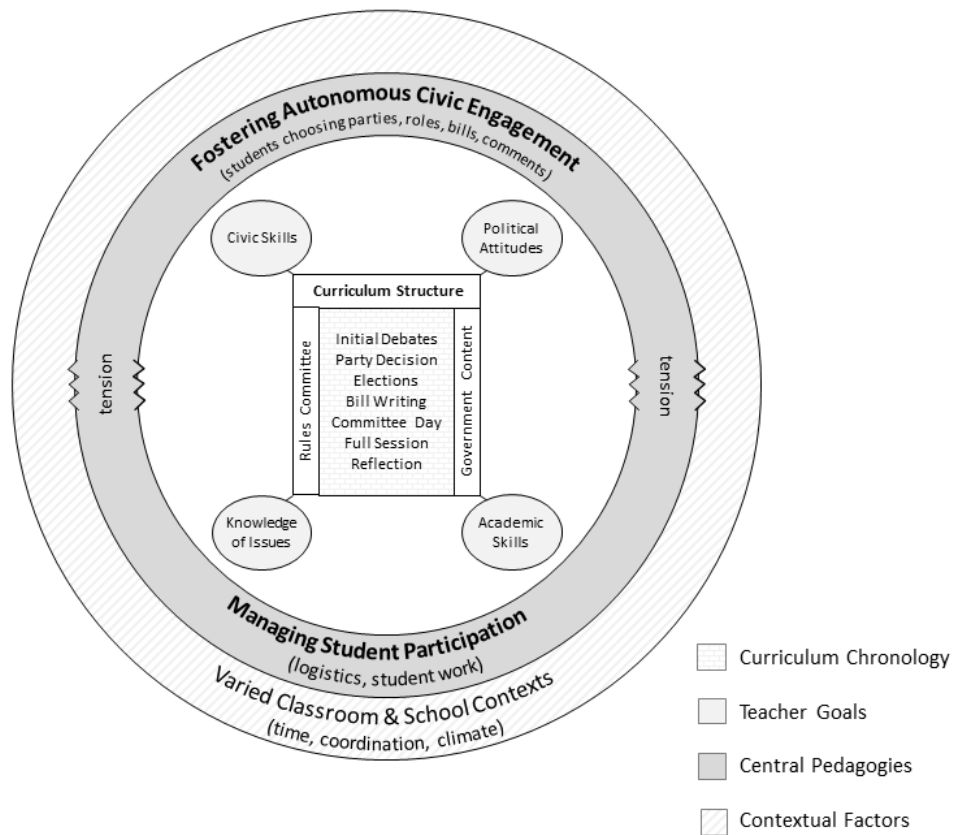 Fostering Autonomous Civic Engagement
(students choosing parties, roles, bills, comments)
Civic Skills
Political
Attitudes
Curriculum Structure
Rules Committee
Initial Debates
Party Decision
Elections
Bill Writing
Committee Day
Full Session
Reflection
Government Content
tension
tension
Knowledge
of Issues
Academic
Skills
Managing Student Participation
(logistics, student work)
Varied Classroom & School Contexts
(time, coordination, climate)
Curriculum Chronology
Teacher Goals
Central Pedagogies
Contextual Factors